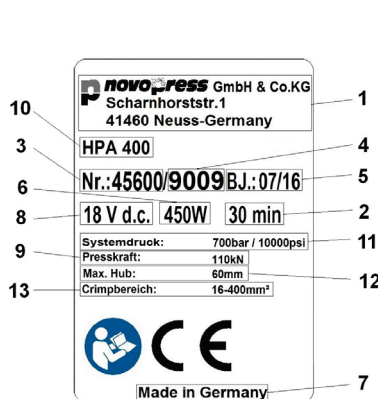 novopress GmbH & Co.KG
Scharnhorststr.1
41460 Neuss-Germany
1
10
HPA 400
4
3
Nr.:45600/9009 BJ.: 07/16
5
6
8
18 V d.c. 450W 30 min
2
Systemdruck: 700bar / 10000psi
11
9
Presskraft: 110kN
Max. Hub: 60mm
12
13
Crimpbereich: 16-400mm²
CE
7
Made in Germany